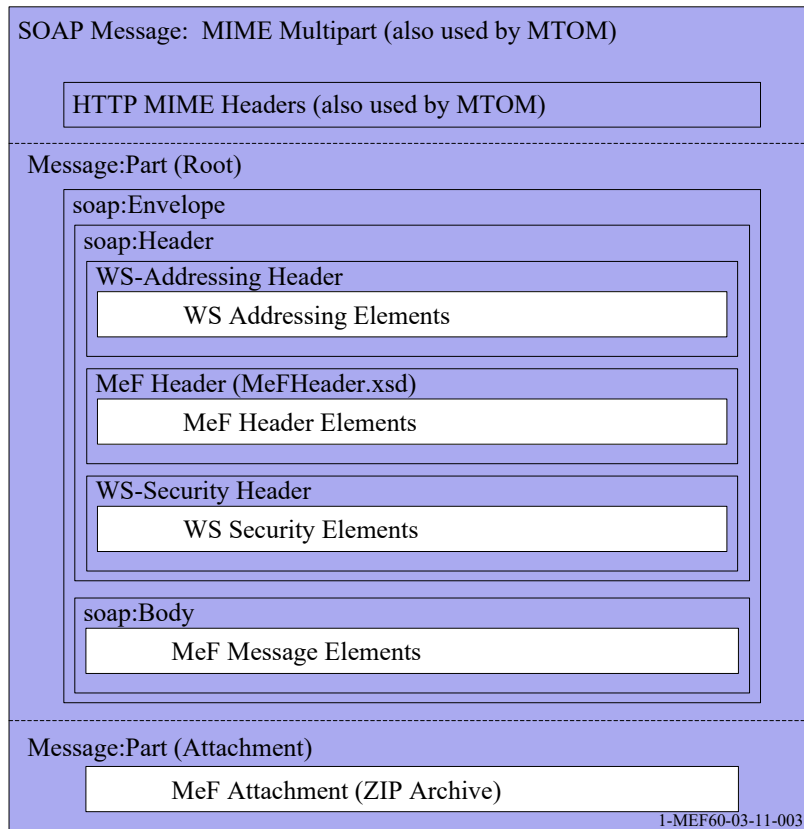 SOAP Message:  MIME Multipart (also used by MTOM)
HTTP MIME Headers (also used by MTOM)
Message:Part (Root)
soap:Envelope
soap:Header
WS-Addressing Header
WS Addressing Elements
MeF Header (MeFHeader.xsd)
MeF Header Elements
WS-Security Header
WS Security Elements
soap:Body
MeF Message Elements
Message:Part (Attachment)
MeF Attachment (ZIP Archive)
1-MEF60-03-11-003